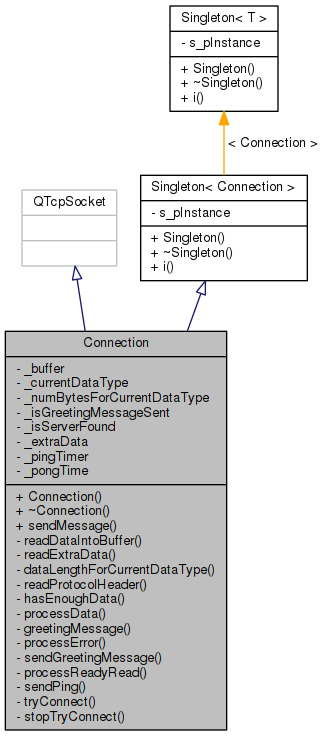 Singleton< T >
- s_pInstance
+ Singleton()
+ ~Singleton()
+ i()
< Connection >
QTcpSocket
Singleton< Connection >
- s_pInstance
+ Singleton()
+ ~Singleton()
+ i()
Connection
- _buffer
- _currentDataType
- _numBytesForCurrentDataType
- _isGreetingMessageSent
- _isServerFound
- _extraData
- _pingTimer
- _pongTime
+ Connection()
+ ~Connection()
+ sendMessage()
- readDataIntoBuffer()
- readExtraData()
- dataLengthForCurrentDataType()
- readProtocolHeader()
- hasEnoughData()
- processData()
- greetingMessage()
- processError()
- sendGreetingMessage()
- processReadyRead()
- sendPing()
- tryConnect()
- stopTryConnect()